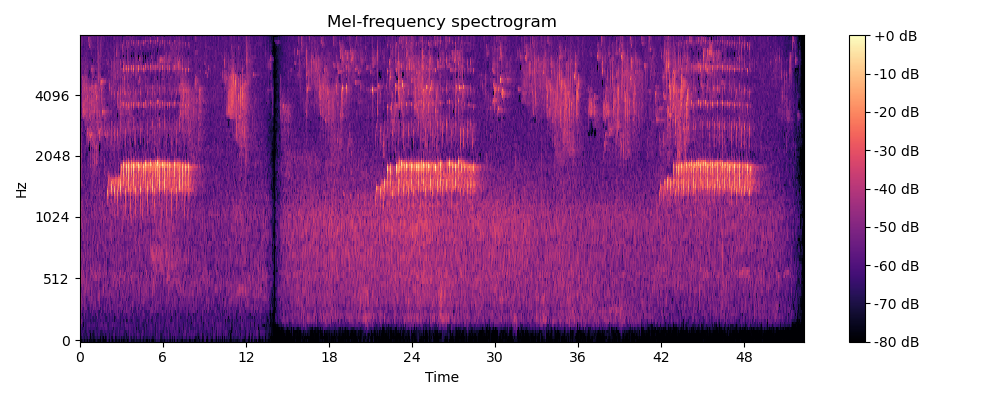 Mel-frequency spectrogram
+0 dB
-10 dB
-20 dB
-30 dB
-40 dB
-50 dB
-60 dB
-70 dB
-80 dB
Hz
4096
2048
1024
512
0
0 6 12 18 24 30 36 42 48
Time